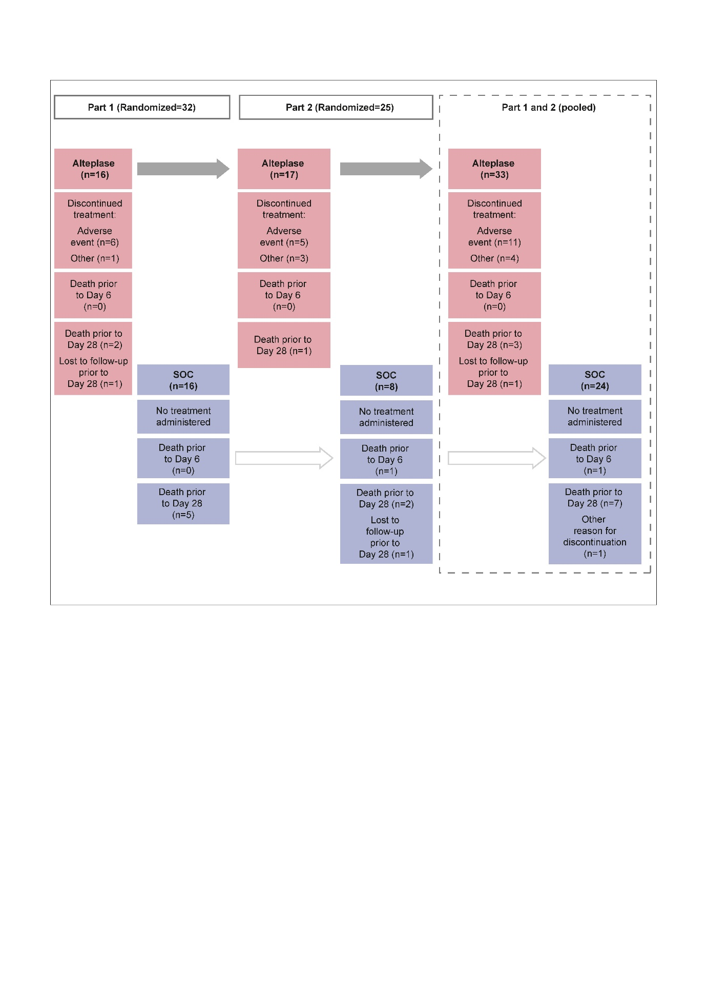 Part 1 (Randomized=32)
Part 2 (Randomized=25)
Part 1 and 2 (pooled)
Alteplase
(n=16)
Discontinued
treatment:
Adverse
event (n=6)
Other (n=1)
Death prior
to Day 6
(n=0)
Death prior to
Day 28 (n=2)
Lost to follow-up
prior to
Day 28 (n=1)
SOC
(n=16)
No treatment
administered
Death prior
to Day 6
(n=0)
Death prior
to Day 28
(n=5)
Alteplase
(n=17)
Discontinued
treatment:
Adverse
event (n=5)
Other (n=3)
Death prior
to Day 6
(n=0)
Death prior to
Day 28 (n=1)
SOC
(n=8)
No treatment
administered
Death prior
to Day 6
(n=1)
Death prior to
Day 28 (n=2)
Lost to
follow-up
prior to
Day 28 (n=1)
Alteplase
(n=33)
Discontinued
treatment:
Adverse
event (n=11)
Other (n=4)
Death prior
to Day 6
(n=0)
Death prior to
Day 28 (n=3)
Lost to follow-up
prior to
Day 28 (n=1)
SOC
(n=24)
No treatment
administered
Death prior
to Day 6
(n=1)
Death prior to
Day 28 (n=7)
Other
reason for
discontinuation
(n=1)